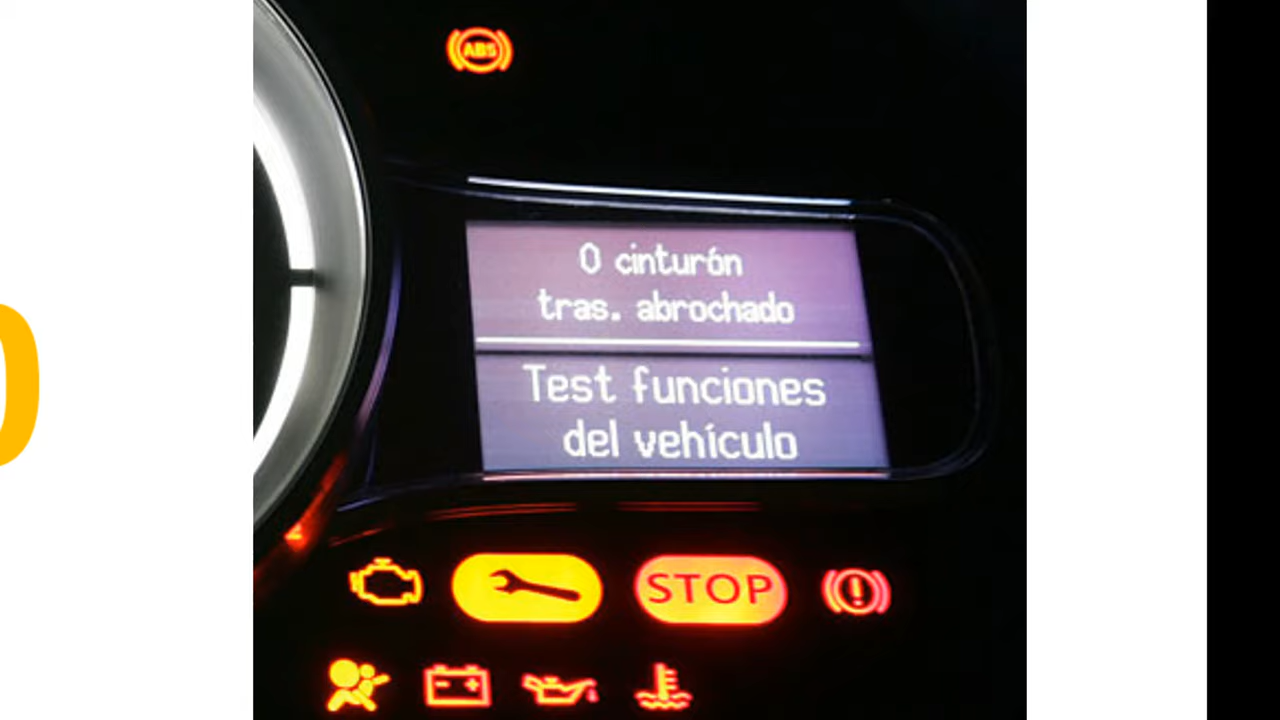 ABS
0 cinturón
tras. abrochado
Test funciones
del vehículo
STOP